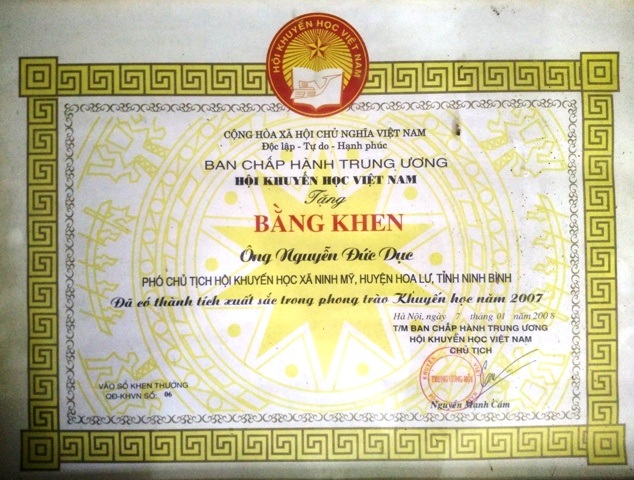 HỘI KHUYẾN HỌC VIỆT NAM
CỘNG HÒA XÃ HỘI CHỦ NGHĨA VIỆT NAM
Độc lập - Tự do - Hạnh phúc
BAN CHẤP HÀNH TRUNG ƯƠNG
HỘI KHUYẾN HỌC VIỆT NAM
Tặng
BẰNG KHEN
Ông Nguyễn Đức Dục
PHÓ CHỦ TỊCH HỘI KHUYẾN HỌC XÃ NINH MỸ, HUYỆN HOA LƯ, TỈNH NINH BÌNH
Đã có thành tích xuất sắc trong phong trào Khuyến học năm 2007
Hà Nội, ngày 7 tháng 01 năm 2008
T/M BAN CHẤP HÀNH TRUNG ƯƠNG
HỘI KHUYẾN HỌC VIỆT NAM
CHỦ TỊCH
TRUNG ƯƠNG HỘI
VÀO SỔ KHEN THƯỞNG
QĐ-KHVN SỐ: 06
Nguyễn Mạnh Cầm